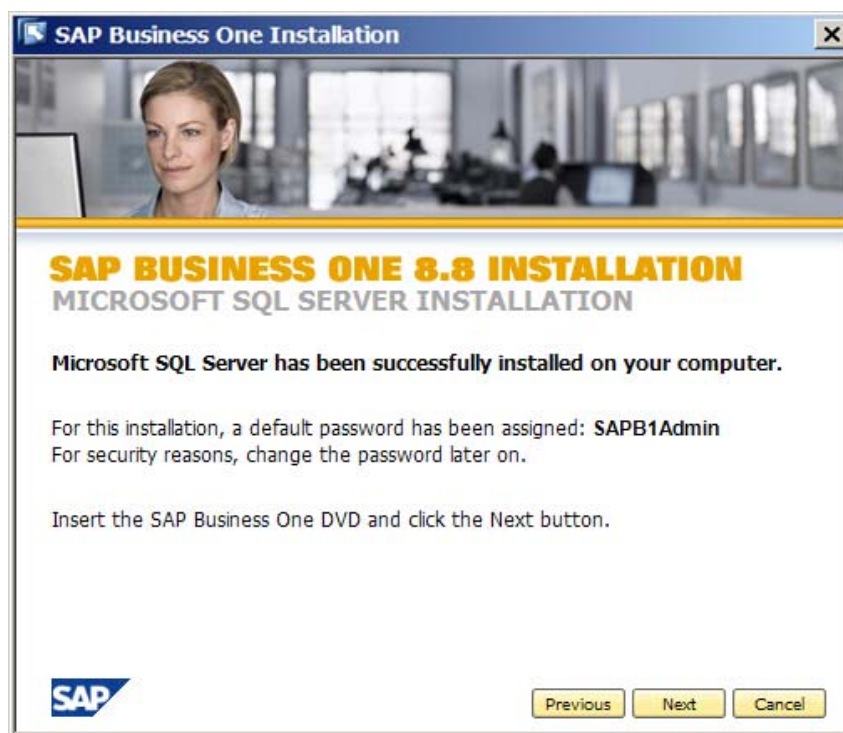 SAP Business One Installation
SAP BUSINESS ONE 8.8 INSTALLATION
MICROSOFT SQL SERVER INSTALLATION
Microsoft SQL Server has been successfully installed on your computer.
For this installation, a default password has been assigned: SAPB1Admin
For security reasons, change the password later on.
Insert the SAP Business One DVD and click the Next button.
SAP
Previous Next Cancel